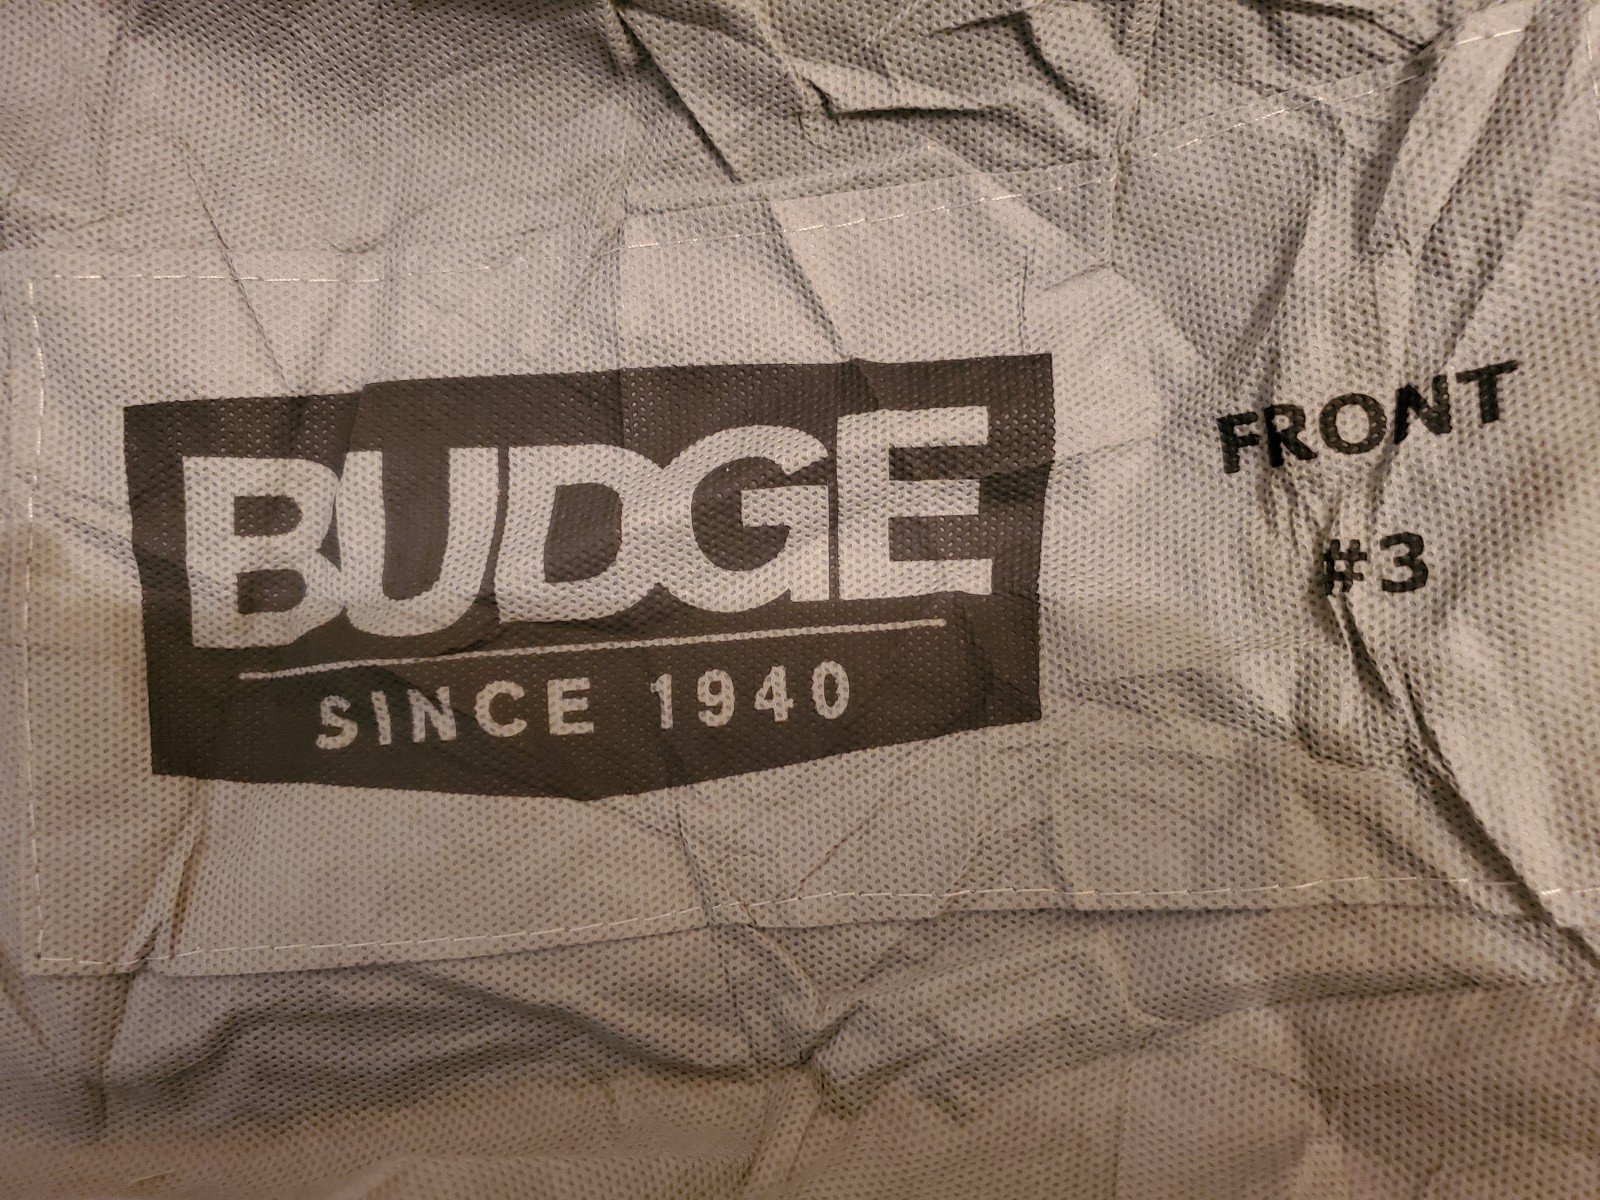 BUDGE
SINCE 1940
FRONT
#3